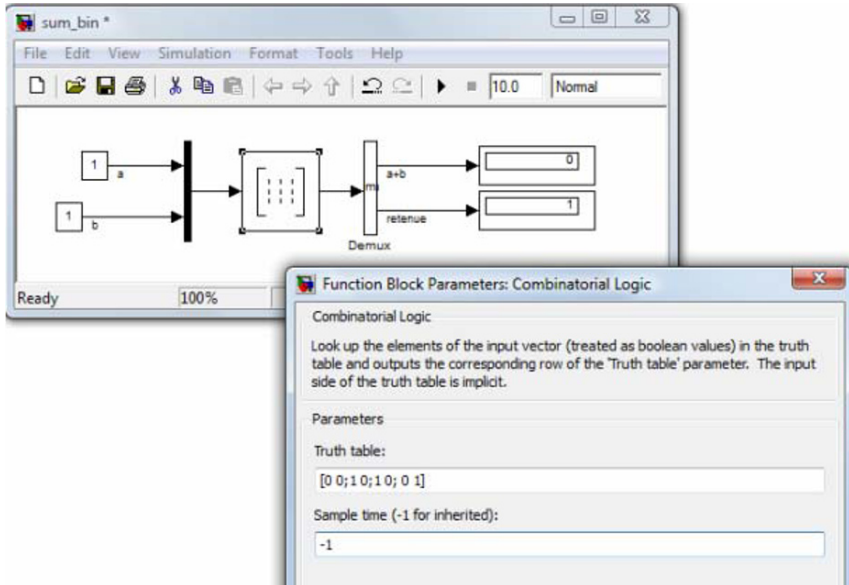 sum_bin *
File Edit View Simulation Format Tools Help
10.0 Normal
1 a
a+b 0
1 b
retenue 1
Demux
Ready 100%
Function Block Parameters: Combinatorial Logic
Combinatorial Logic
Look up the elements of the input vector (treated as boolean values) in the truth
table and outputs the corresponding row of the 'Truth table' parameter. The input
side of the truth table is implicit.
Parameters
Truth table:
[0 0;1 0;1 0; 0 1]
Sample time (-1 for inherited):
-1